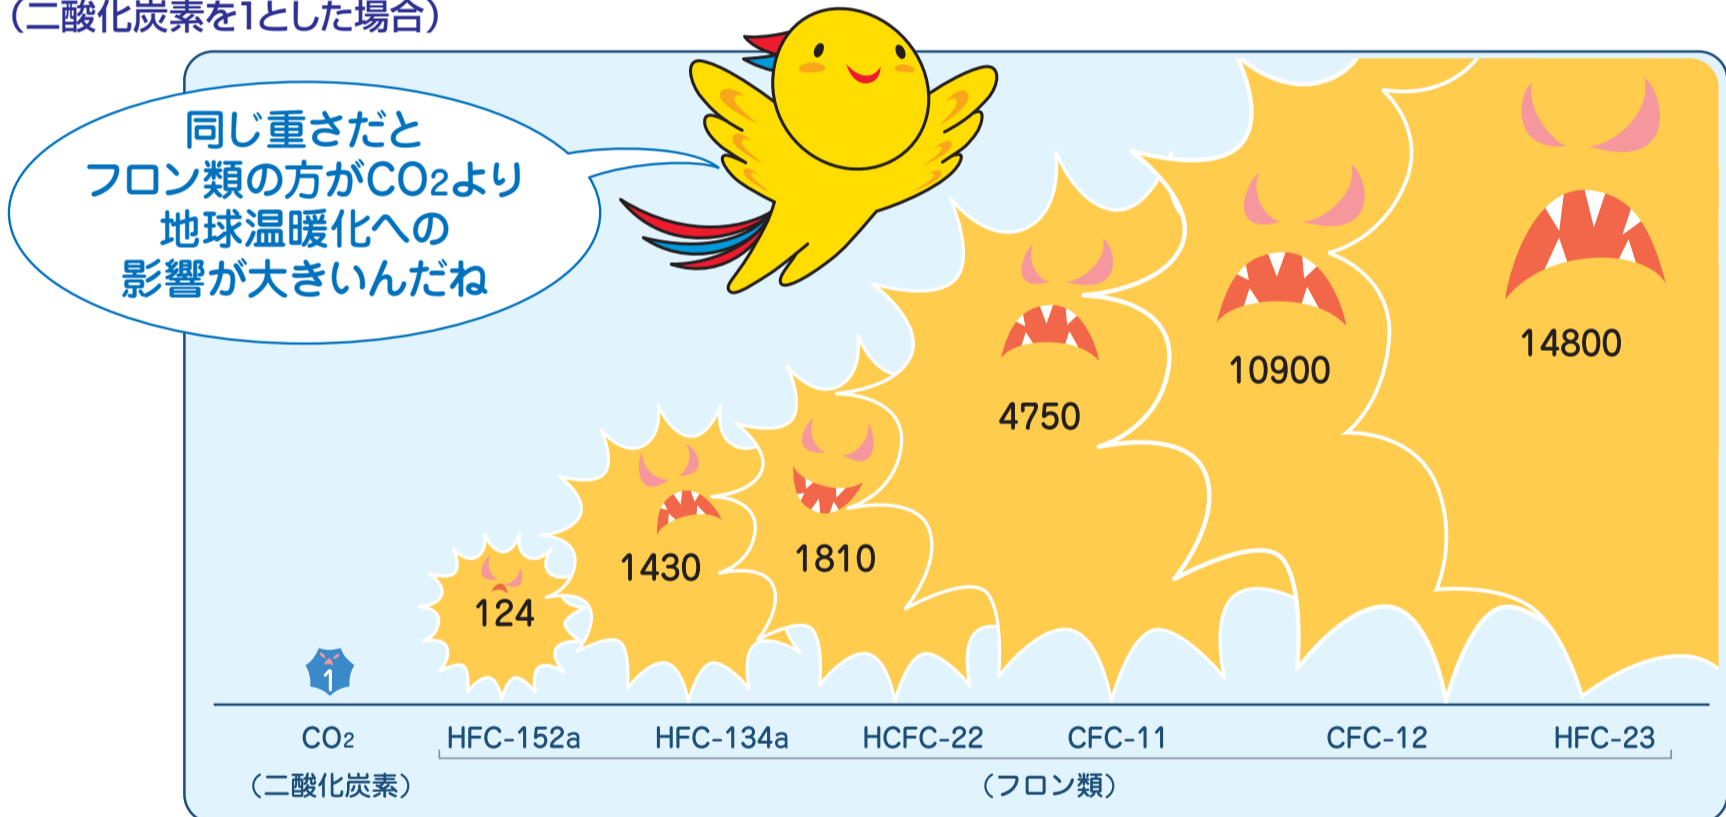 （二酸化炭素を1とした場合）
同じ重さだと
フロン類の方がCO2より
地球温暖化への
影響が大きいんだね
14800
10900
4750
1810
1430
124
1
CO2 HFC-152a HFC-134a HCFC-22 CFC-11 CFC-12 HFC-23
（二酸化炭素） （フロン類）